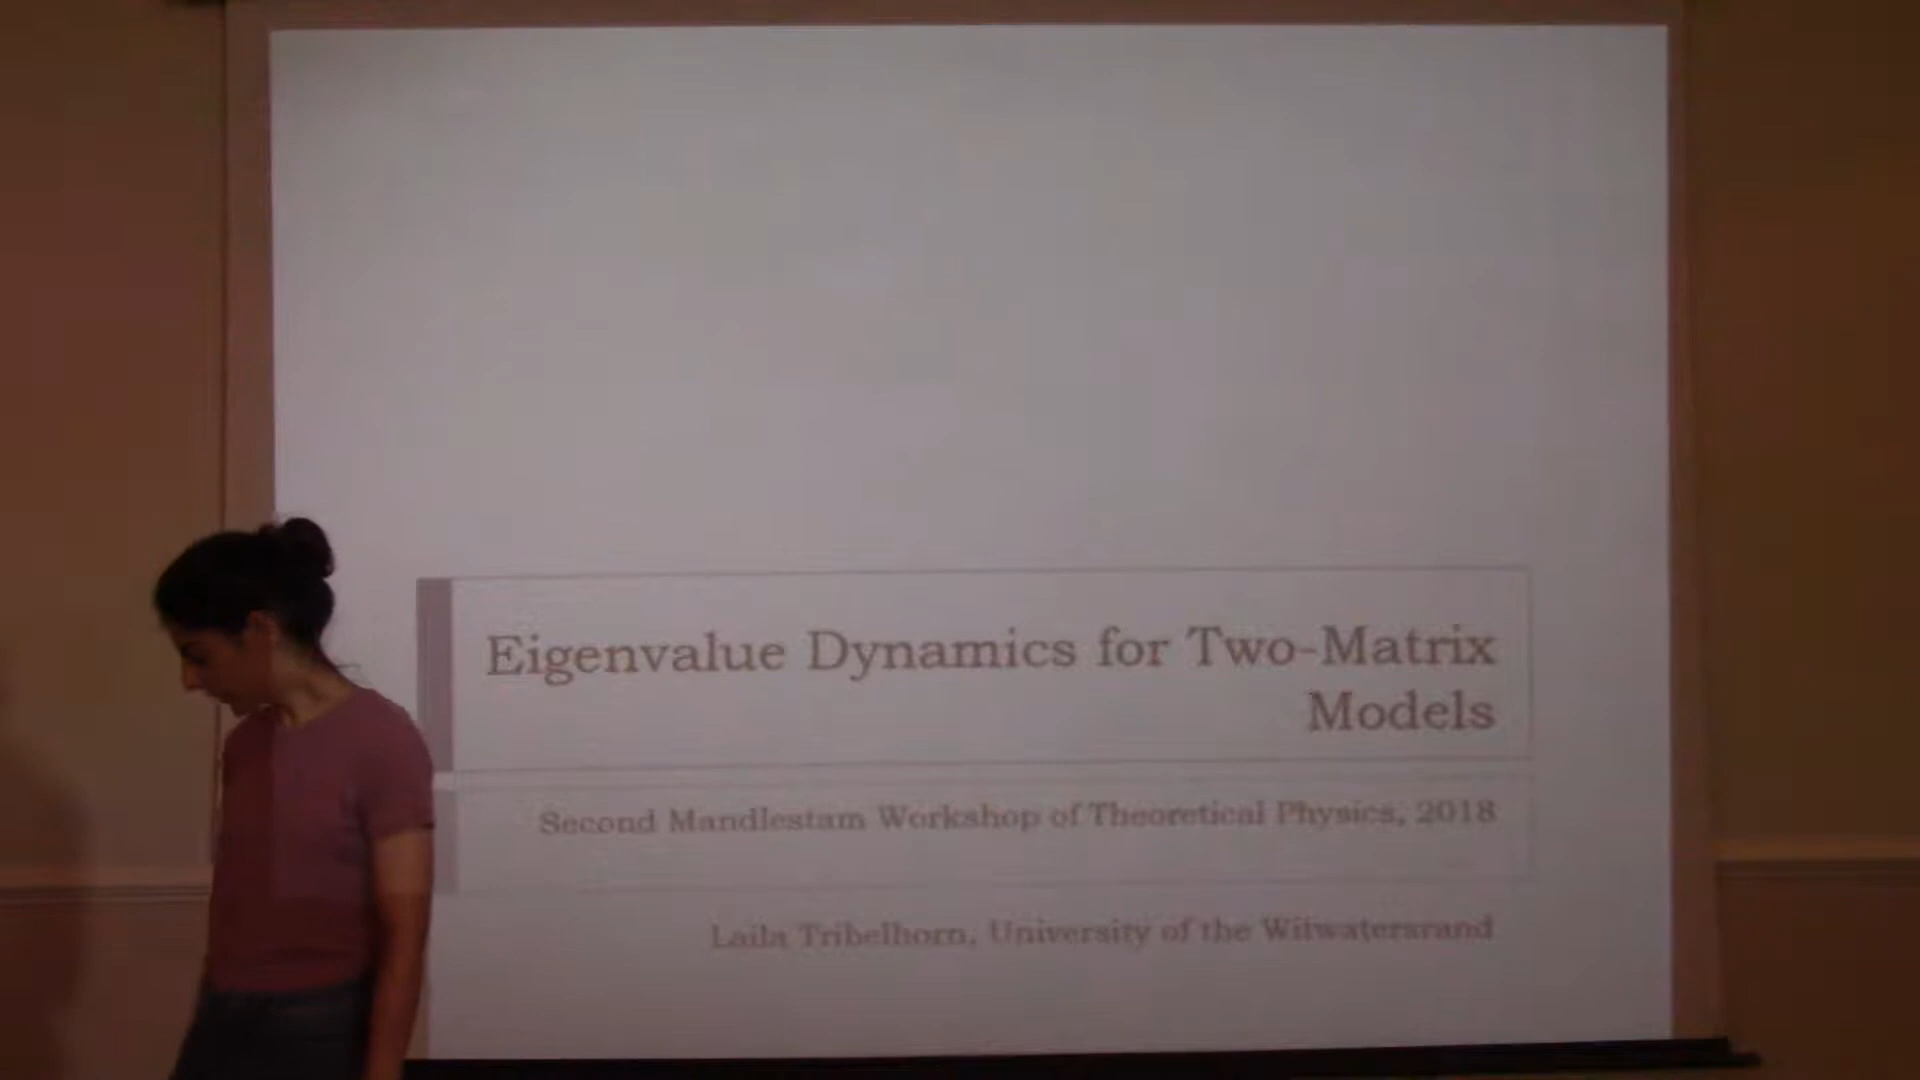 Eigenvalue Dynamics for Two-Matrix
Models
Second Mandlestam Workshop of Theoretical Physics, 2018
Laila Tribelhorn, University of the Witwatersrand